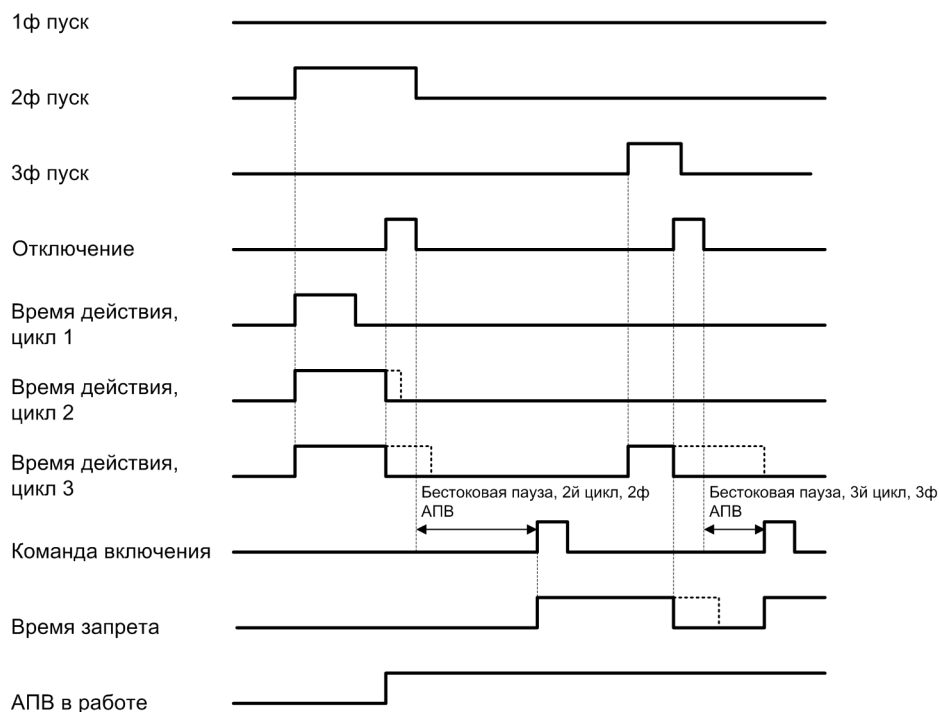 1ф пуск
2ф пуск
3ф пуск
Отключение
Время действия,
цикл 1
Время действия,
цикл 2
Время действия,
цикл 3
Бестоковая пауза, 2й цикл, 2ф
АПВ
Бестоковая пауза, 3й цикл, 3ф
АПВ
Команда включения
Время запрета
АПВ в работе